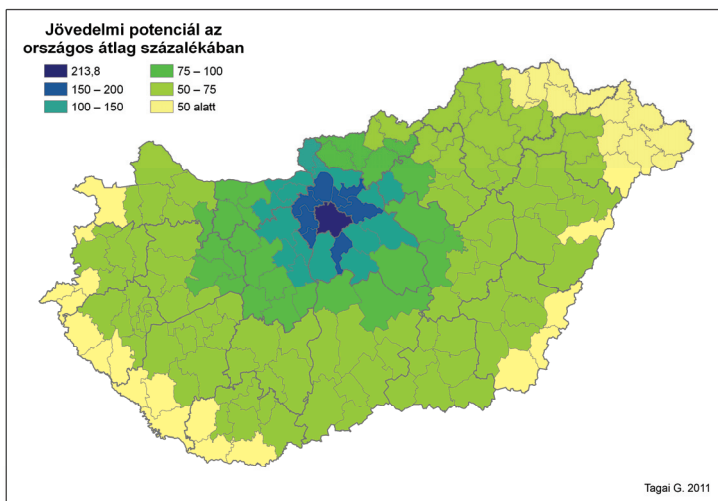 Jövedelmi potenciál az
országos átlag százalékában
213,8
150 – 200
100 – 150
75 – 100
50 – 75
50 alatt
Tagai G. 2011